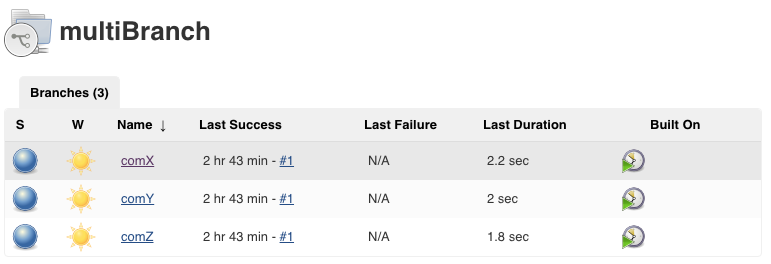 multiBranch
Branches (3)
S W Name ↓ Last Success Last Failure Last Duration Built On
comX 2 hr 43 min - #1 N/A 2.2 sec
comY 2 hr 43 min - #1 N/A 2 sec
comZ 2 hr 43 min - #1 N/A 1.8 sec